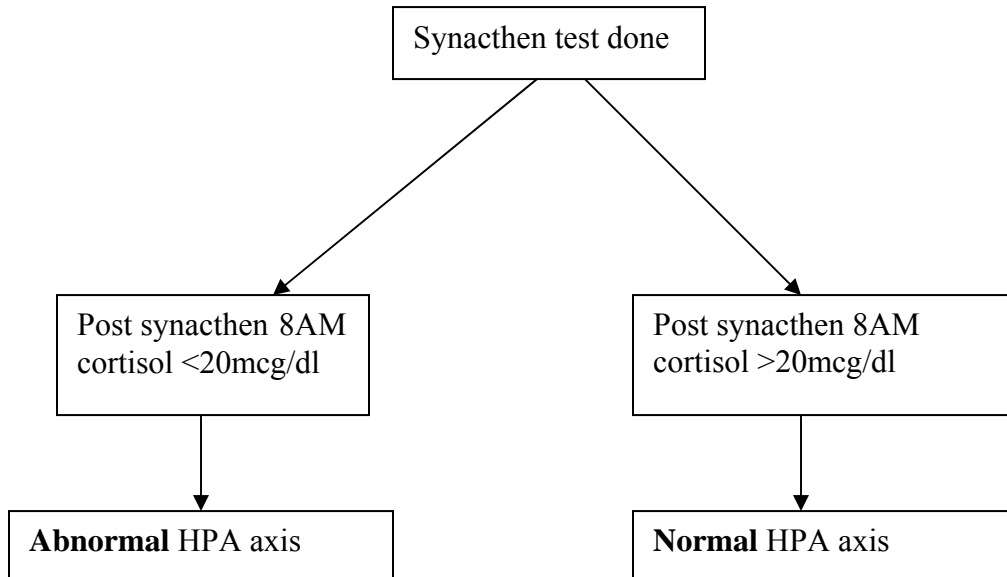 Synacthen test done
Post synacthen 8AM
cortisol <20mcg/dl
Post synacthen 8AM
cortisol >20mcg/dl
Abnormal HPA axis
Normal HPA axis